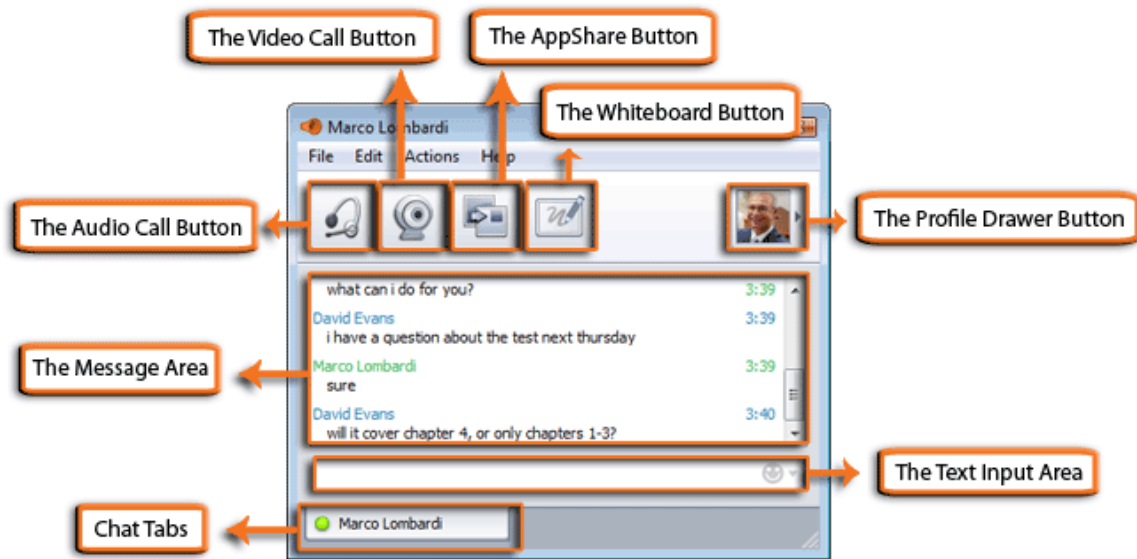 The Video Call Button
The AppShare Button
The Whiteboard Button
Marco Lombardi
File Edit Actions Help
The Audio Call Button
The Profile Drawer Button
what can i do for you? 3:39
David Evans 3:39
i have a question about the test next thursday
The Message Area
Marco Lombardi 3:39
sure
David Evans 3:40
will it cover chapter 4, or only chapters 1-3?
The Text Input Area
Chat Tabs
Marco Lombardi